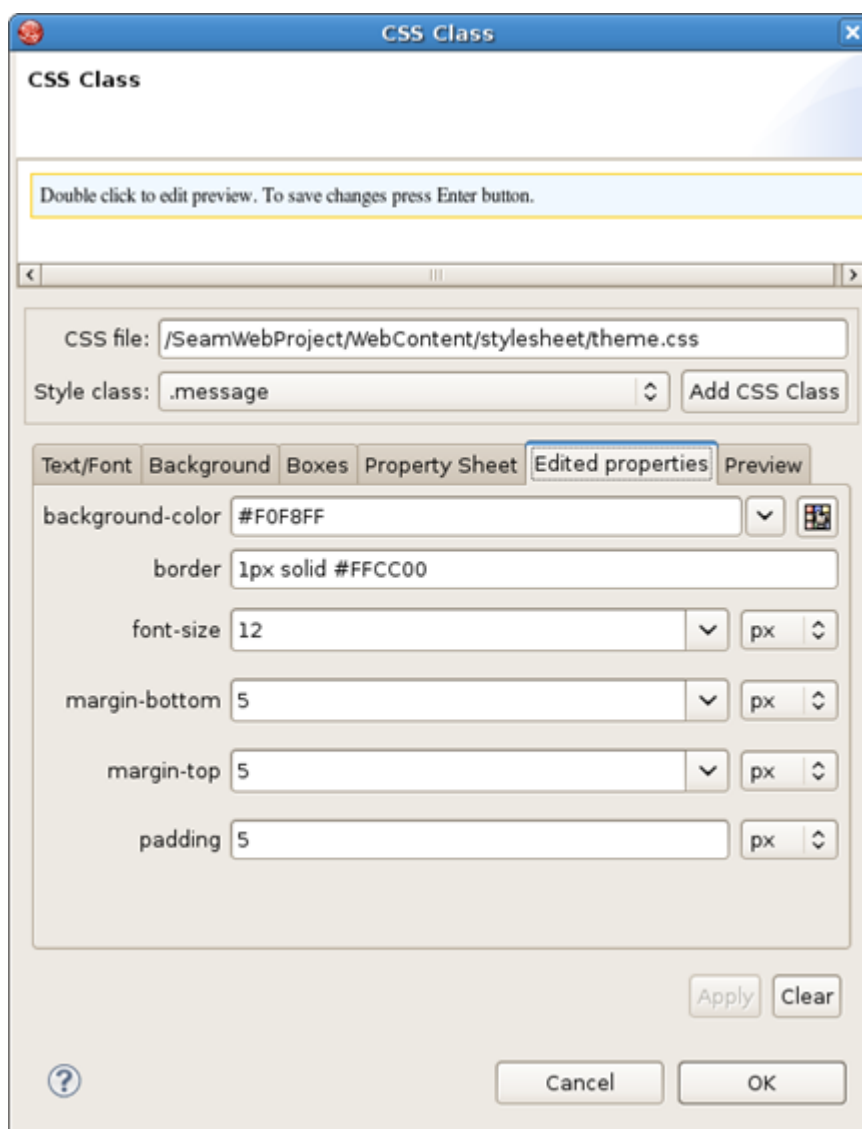 CSS Class
CSS Class
Double click to edit preview. To save changes press Enter button.
CSS file: /SeamWebProject/WebContent/stylesheet/theme.css
Style class: .message Add CSS Class
Text/Font Background Boxes Property Sheet Edited properties Preview
background-color #F0F8FF
border 1px solid #FFCC00
font-size 12 px
margin-bottom 5 px
margin-top 5 px
padding 5 px
Apply Clear
? Cancel OK